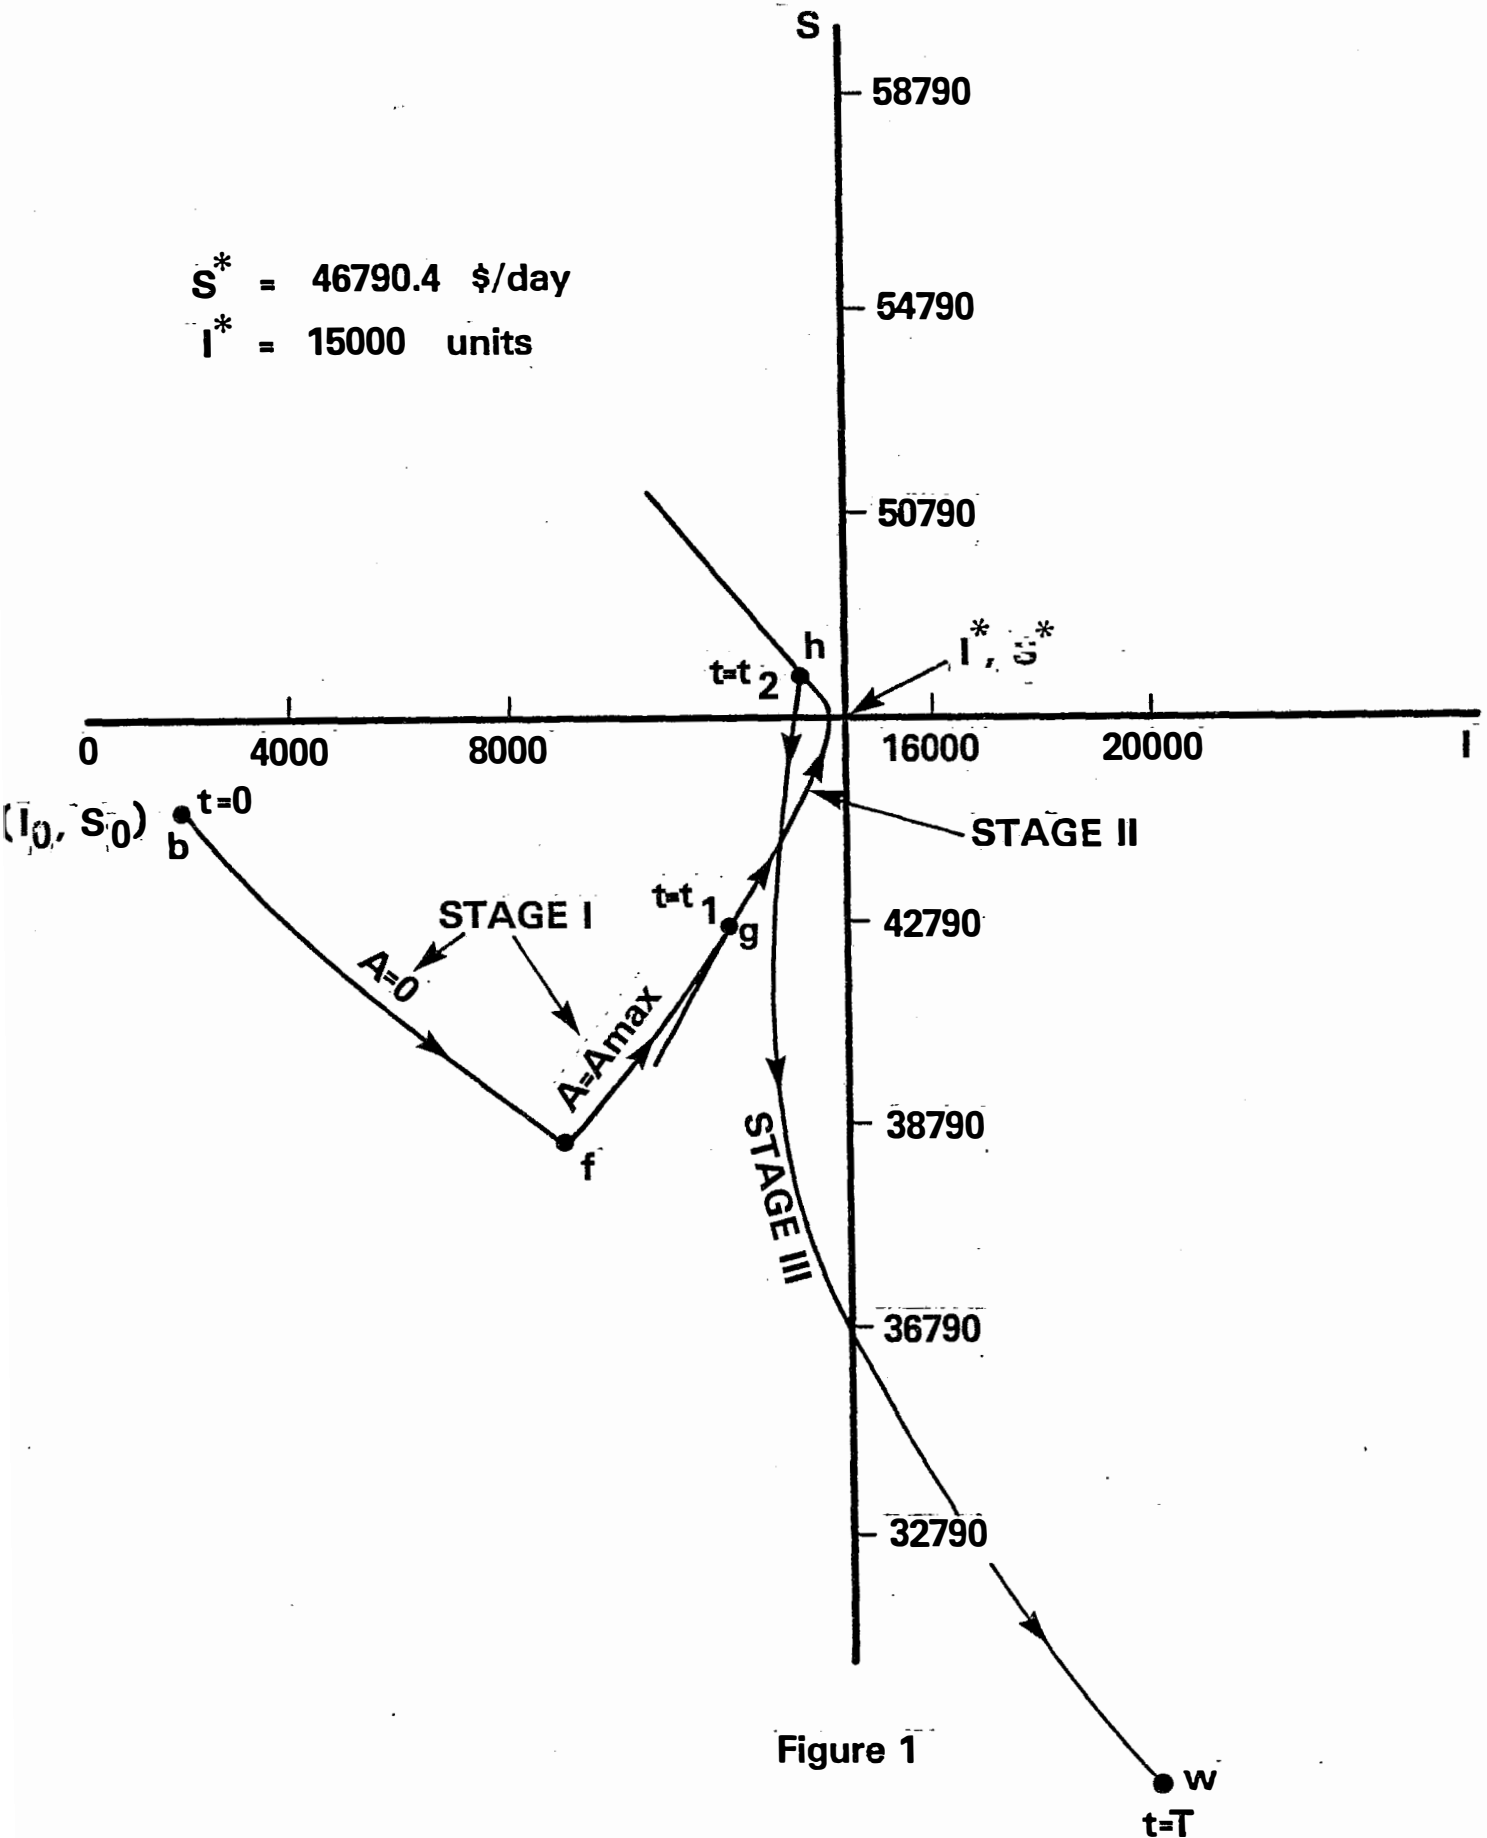 S
58790
S* = 46790.4 $/day
54790
I* = 15000 units
50790
h
I*, S*
t=t2
0 4000 8000 16000 20000 I
t=0
(I0, S0)
b
STAGE II
t=t1
STAGE I
42790
g
A=0
A=Amax
38790
f
STAGE III
36790
32790
Figure 1
w
t=T